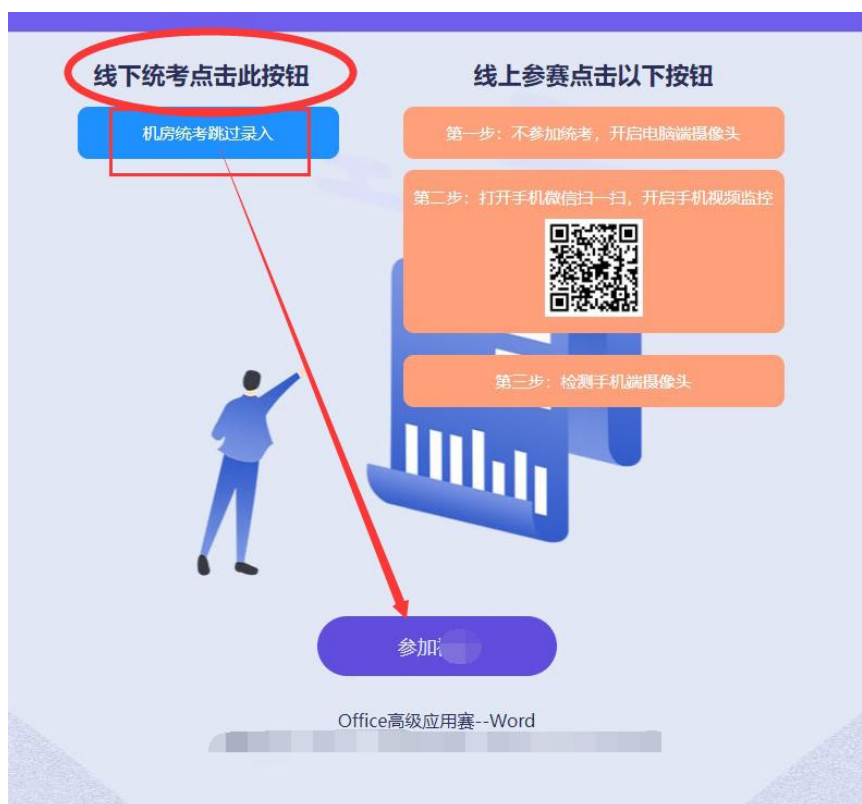 线下统考点击此按钮
机房统考跳过录入
线上参赛点击以下按钮
第一步：不参加统考，开启电脑端摄像头
第二步：打开手机微信扫一扫，开启手机视频监控
第三步：检测手机端摄像头
参加
Office高级应用赛--Word